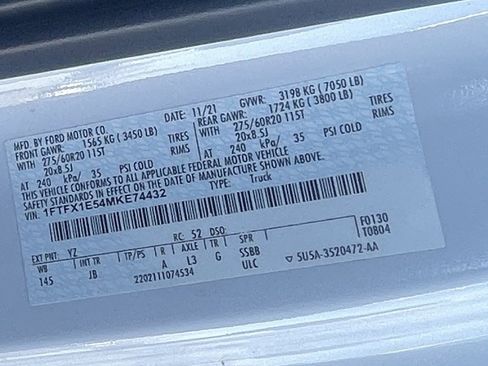 MFD. BY FORD MOTOR CO. 11/21 GVWR: 3198 KG (7050 LB)
FRONT GAWR: 1565 KG (3450 LB) REAR GAWR: 1724 KG (3800 LB)
WITH 275/60R20 115T TIRES WITH 275/60R20 115T TIRES
20x8.5J RIMS 20x8.5J RIMS
AT 240 kPa/ 35 PSI COLD AT 240 kPa/ 35 PSI COLD
THIS VEHICLE CONFORMS TO ALL APPLICABLE FEDERAL MOTOR VEHICLE
SAFETY STANDARDS IN EFFECT ON THE DATE OF MANUFACTURE SHOWN ABOVE.
1FTFX1E54MKE74432 TYPE: Truck
F0130
T0B04
RC: 52 DSO:
EXT PNT: YZ
WB INT TR TP/PS R AXLE TR SPR
145 JB A L3 G SSBB
2202111074534 ULC
5U5A-3520472-AA